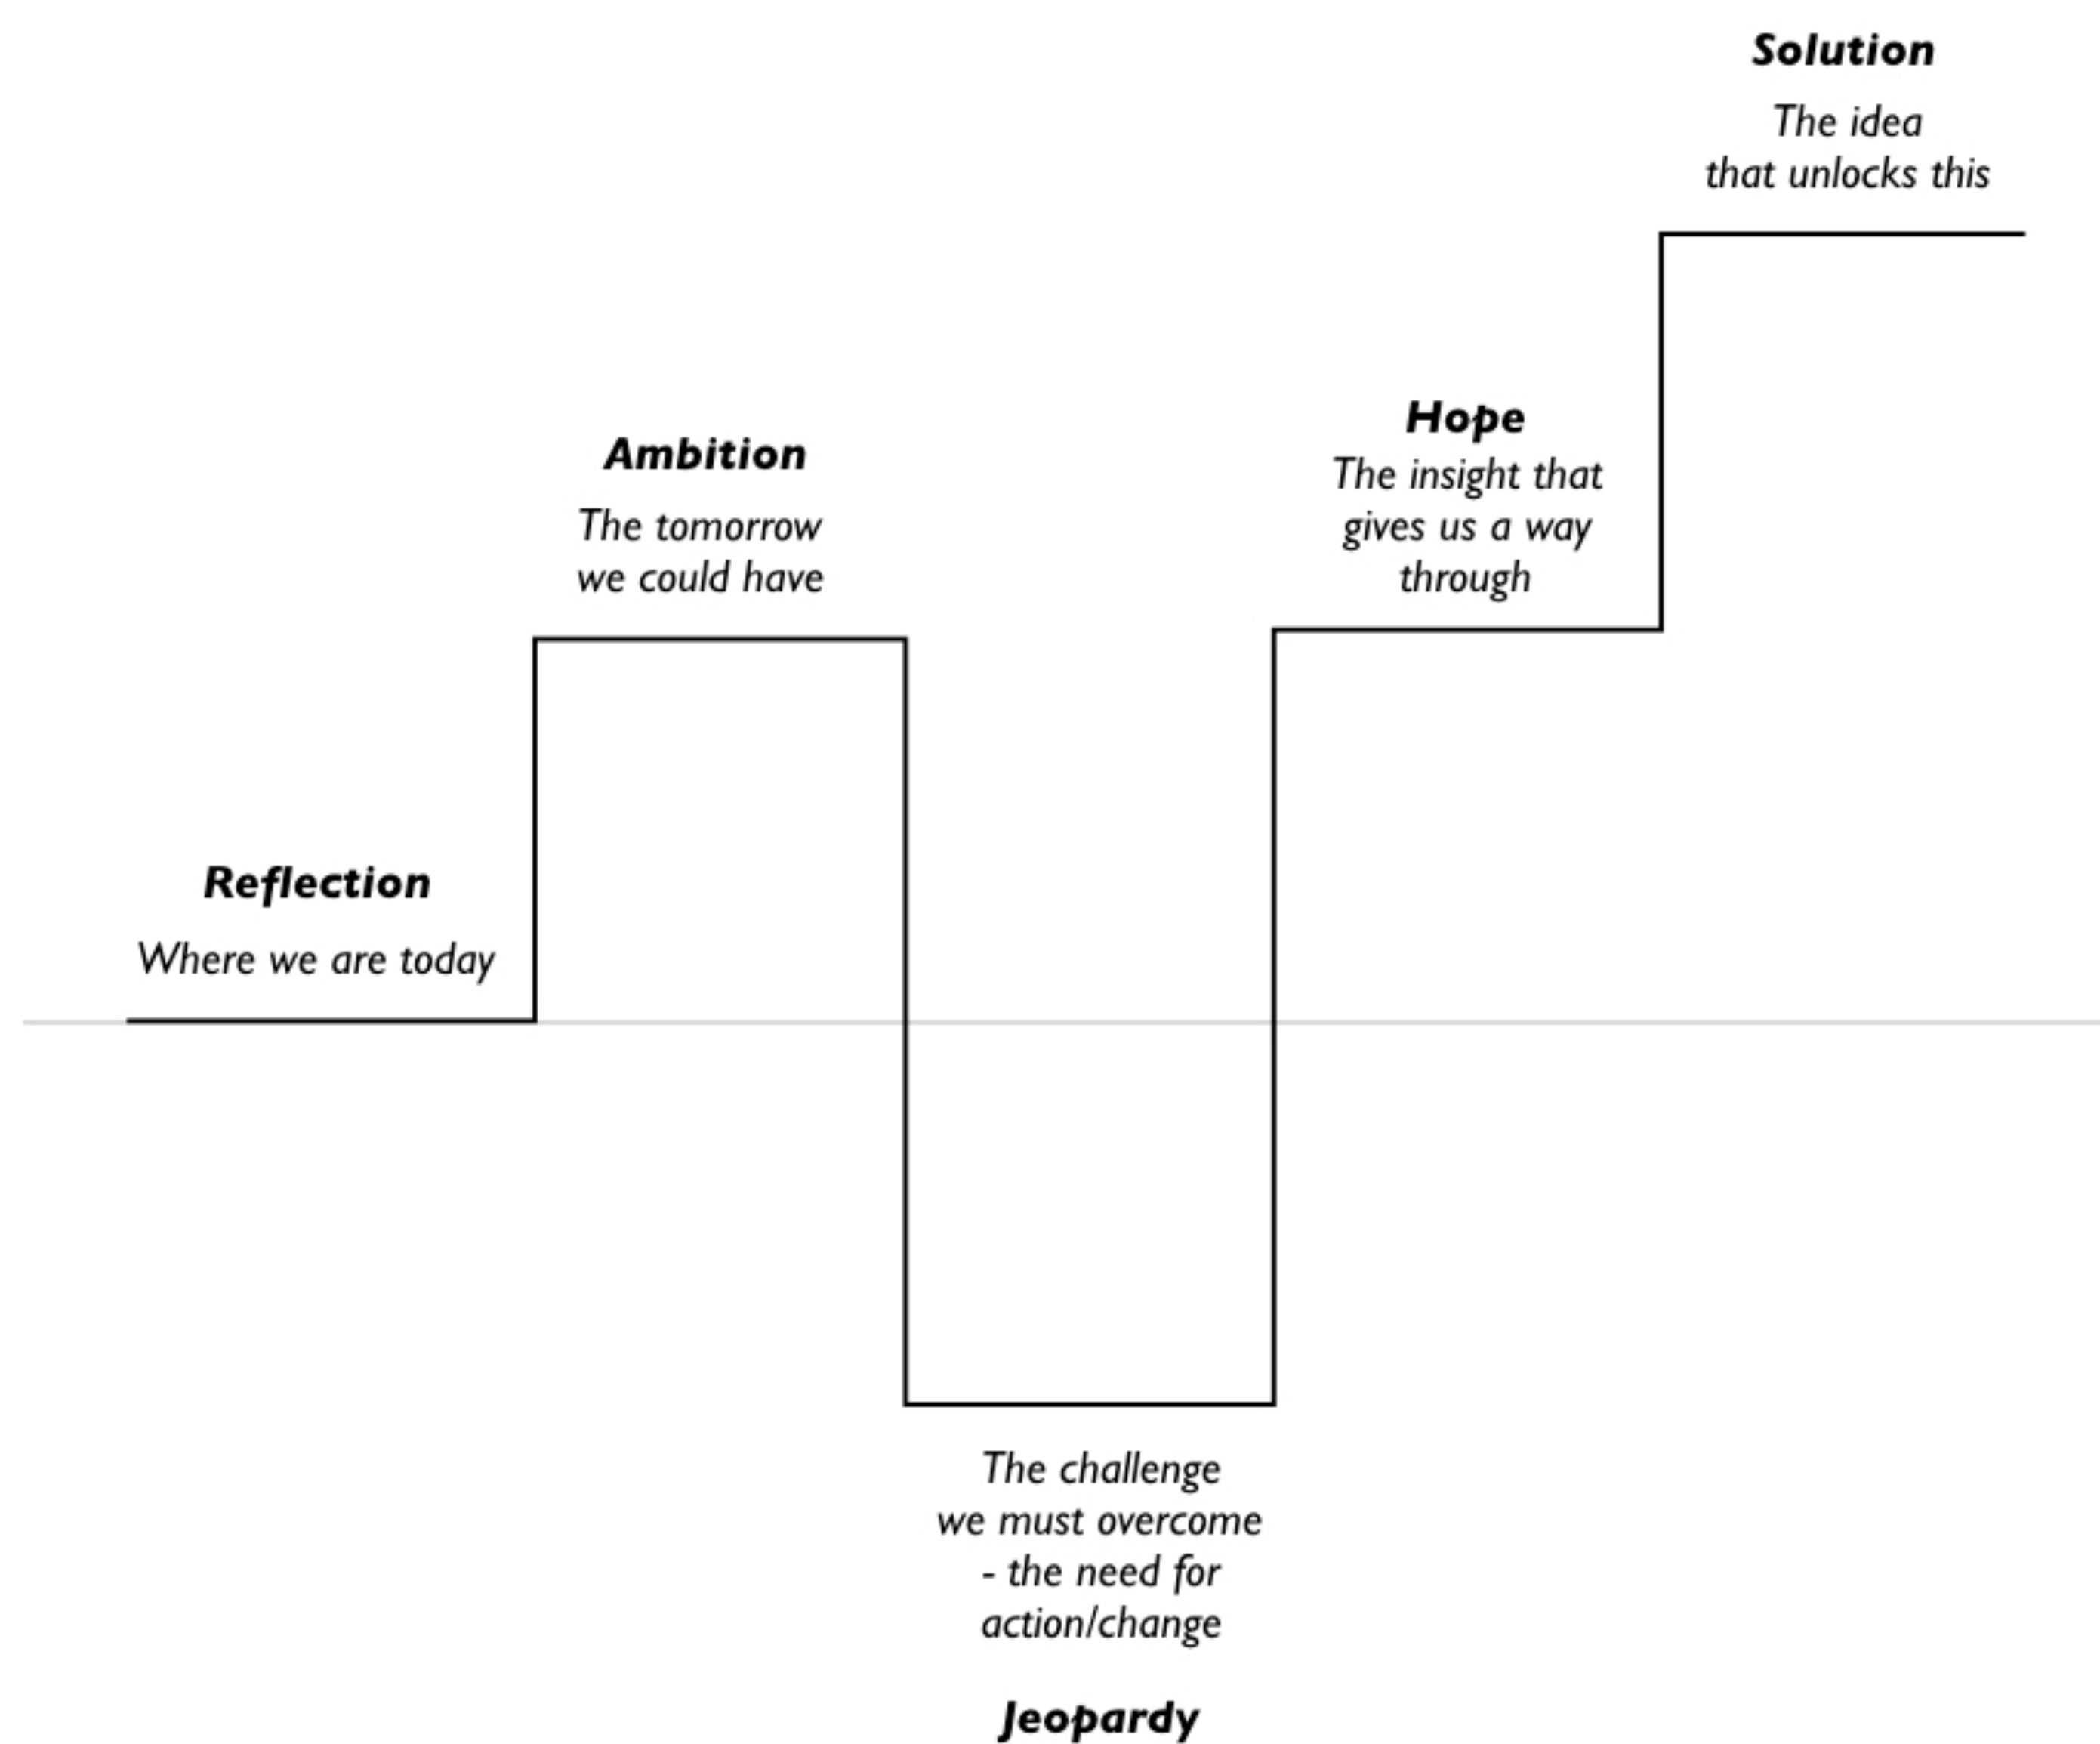 Reflection
Where we are today
Ambition
The tomorrow
we could have
The challenge
we must overcome
- the need for
action/change
Jeopardy
Hope
The insight that
gives us a way
through
Solution
The idea
that unlocks this